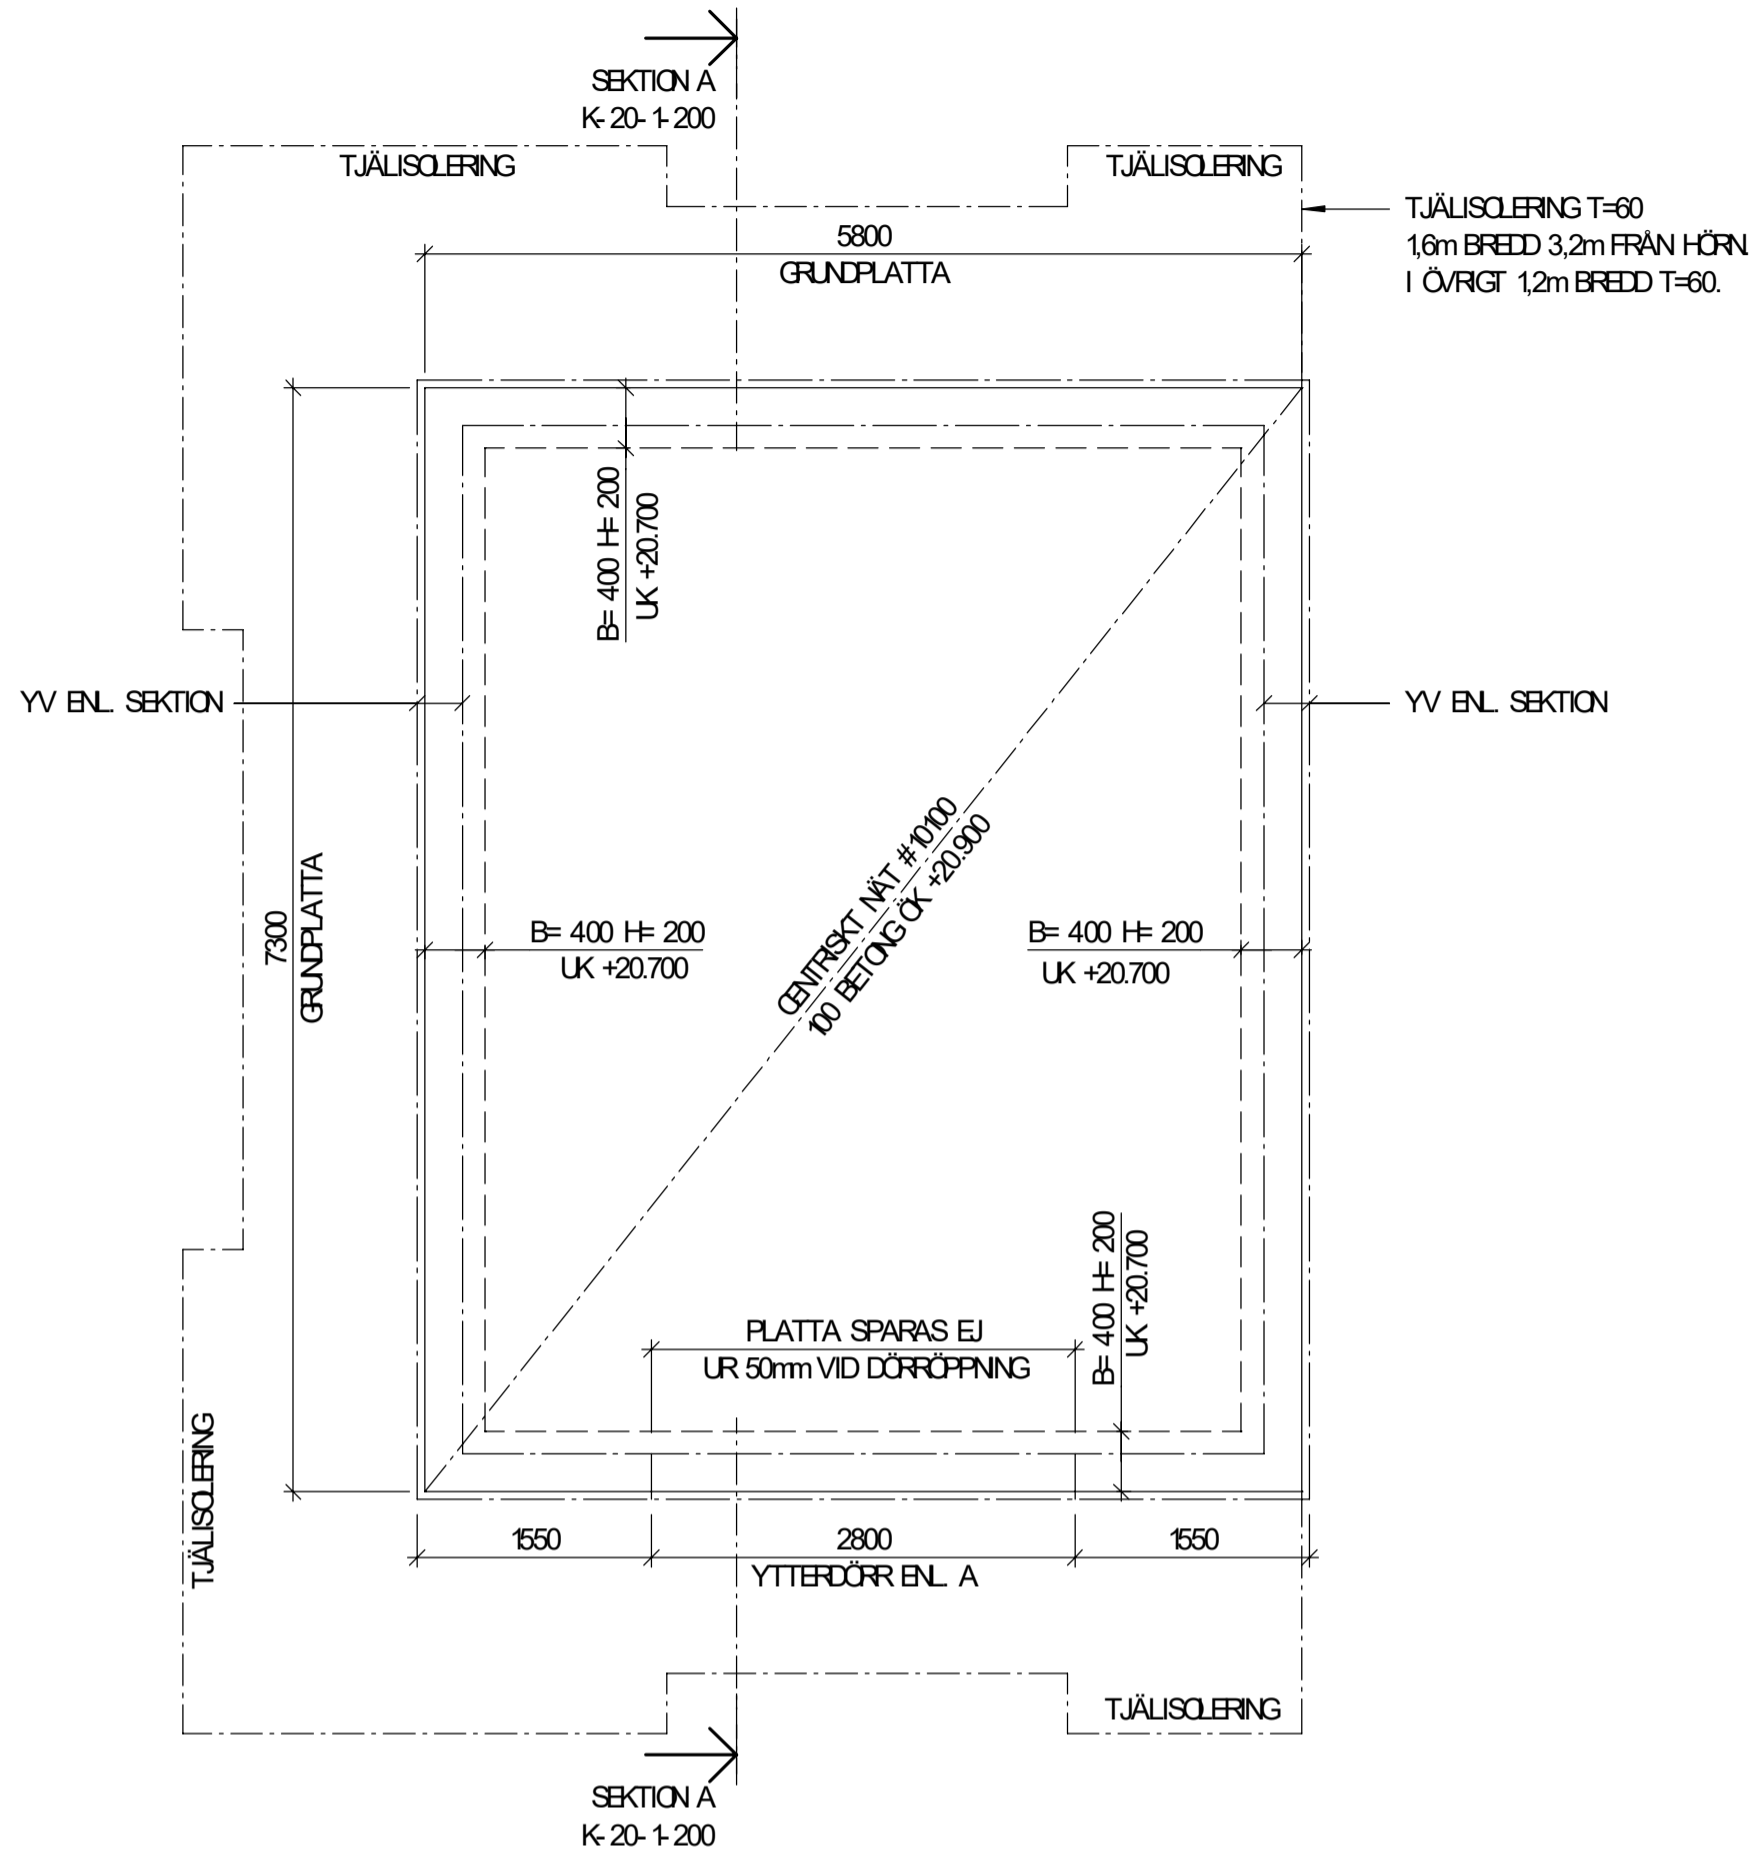 SEKTION A
K-20-1-200
TJÄLISOLERING
TJÄLISOLERING
TJÄLISOLERING T=60
1,6m BREDD 3,2m FRÅN HÖRN.
I ÖVRIGT 1,2m BREDD T=60.
5800
GRUNDPLATTA
B= 400 H= 200
UK +20.700
YV ENL. SEKTION
YV ENL. SEKTION
7300
GRUNDPLATTA
CENTRISKT NÄT #10100
100 BETONG ÖK +20.900
B= 400 H= 200
UK +20.700
B= 400 H= 200
UK +20.700
B= 400 H= 200
UK +20.700
PLATTA SPARAS EJ
UR 50mm VID DÖRRÖPPNING
TJÄLISOLERING
1550
2800
1550
YTTERDÖRR ENL. A
TJÄLISOLERING
SEKTION A
K-20-1-200